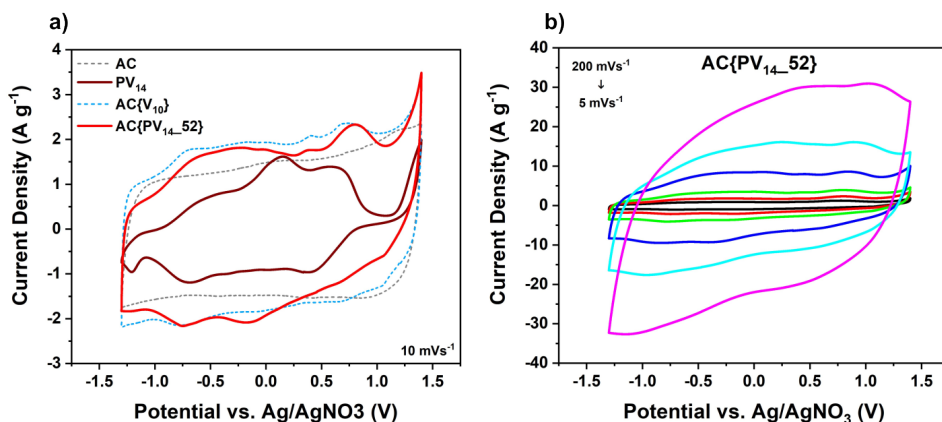 a)
Current Density (A g⁻¹)
4
3
2
1
0
-1
-2
-3
AC
PV₁₄
AC{V₁₀}
AC{PV₁₄_52}
10 mVs⁻¹
-1.5 -1.0 -0.5 0.0 0.5 1.0 1.5
Potential vs. Ag/AgNO3 (V)
b)
Current Density (A g⁻¹)
40
30
20
10
0
-10
-20
-30
-40
200 mVs⁻¹
↓
5 mVs⁻¹
AC{PV₁₄_52}
-1.5 -1.0 -0.5 0.0 0.5 1.0 1.5
Potential vs. Ag/AgNO₃ (V)